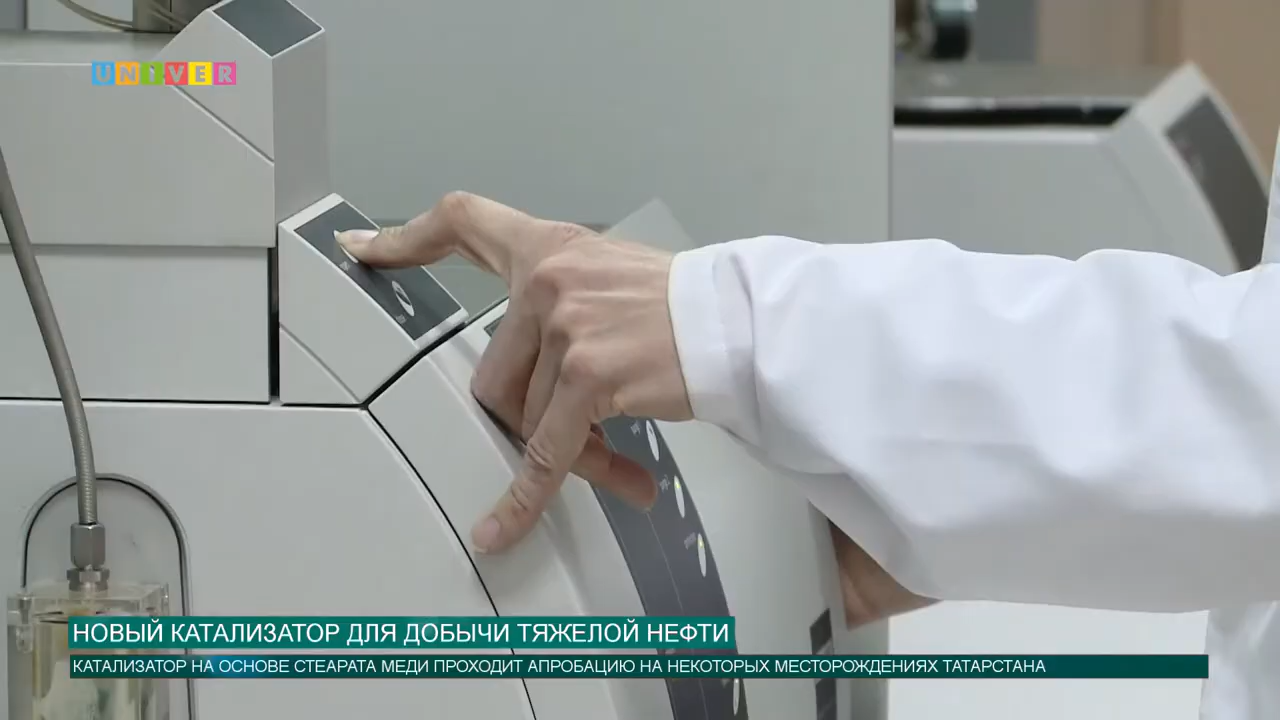 UNIVER
НОВЫЙ КАТАЛИЗАТОР ДЛЯ ДОБЫЧИ ТЯЖЕЛОЙ НЕФТИ
КАТАЛИЗАТОР НА ОСНОВЕ СТЕАРАТА МЕДИ ПРОХОДИТ АПРОБАЦИЮ НА НЕКОТОРЫХ МЕСТОРОЖДЕНИЯХ ТАТАРСТАНА